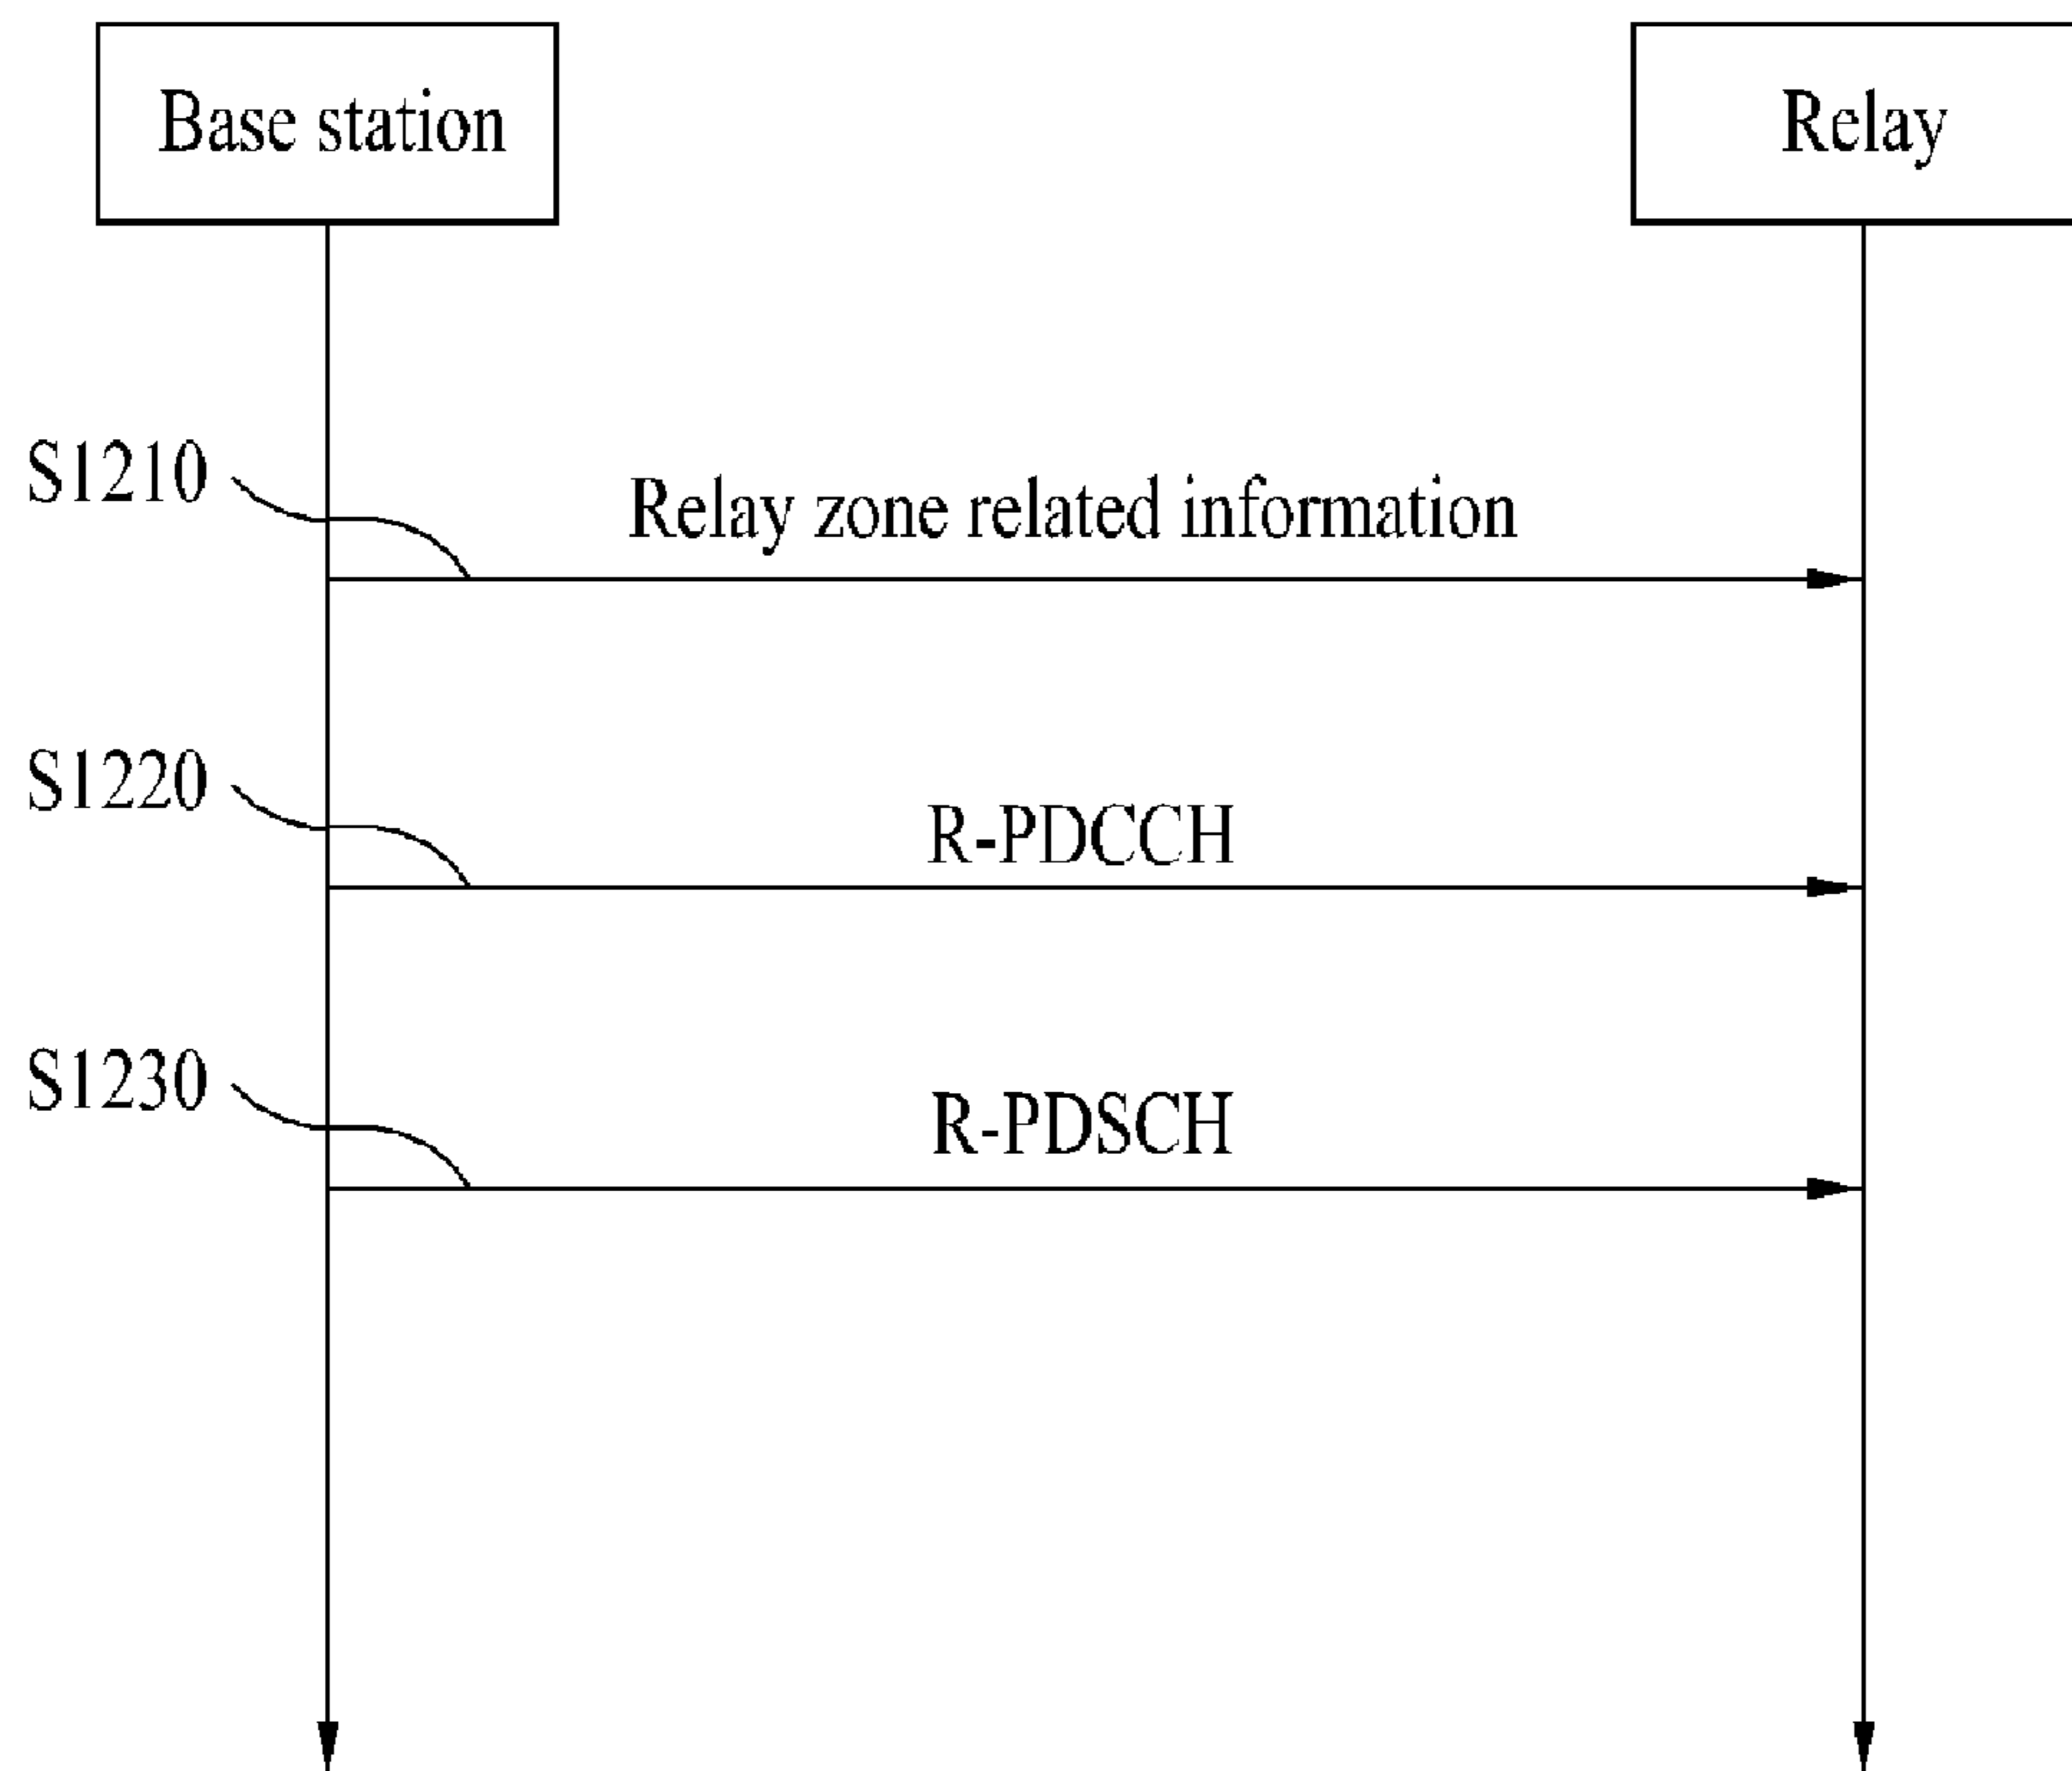 Base station
Relay
S1210
Relay zone related information
S1220
R-PDCCH
S1230
R-PDSCH